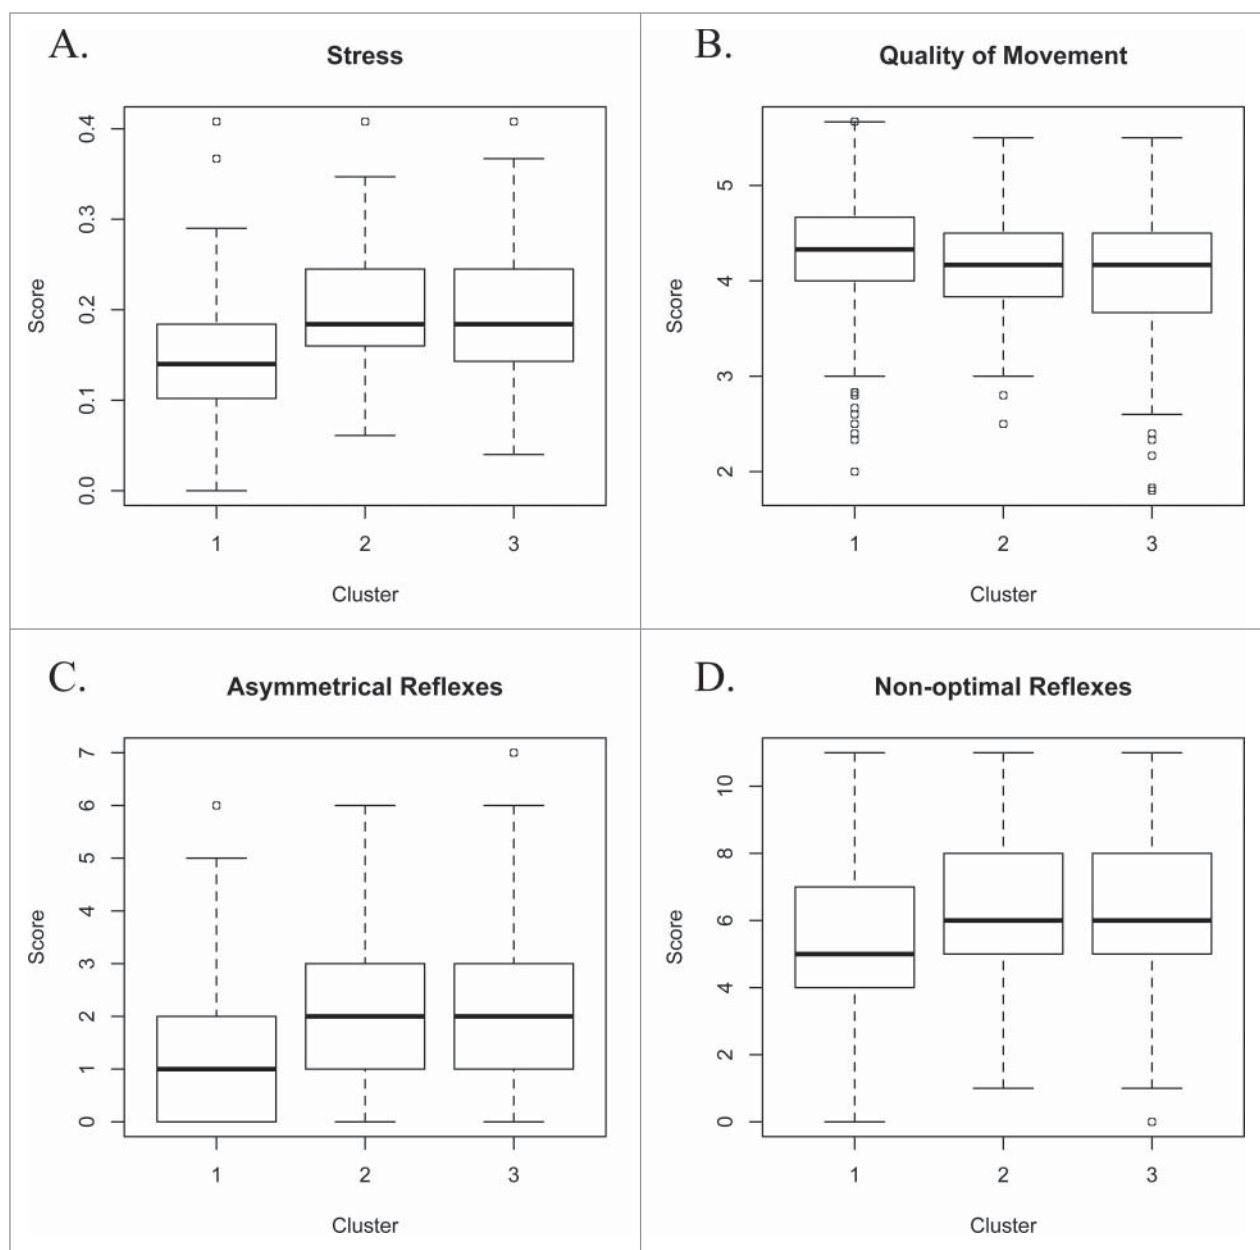 A.
Stress
Score
0.4
0.3
0.2
0.1
0.0
1 2 3
Cluster
B.
Quality of Movement
Score
5
4
3
2
1 2 3
Cluster
C.
Asymmetrical Reflexes
Score
7
6
5
4
3
2
1
0
1 2 3
Cluster
D.
Non-optimal Reflexes
Score
10
8
6
4
2
0
1 2 3
Cluster